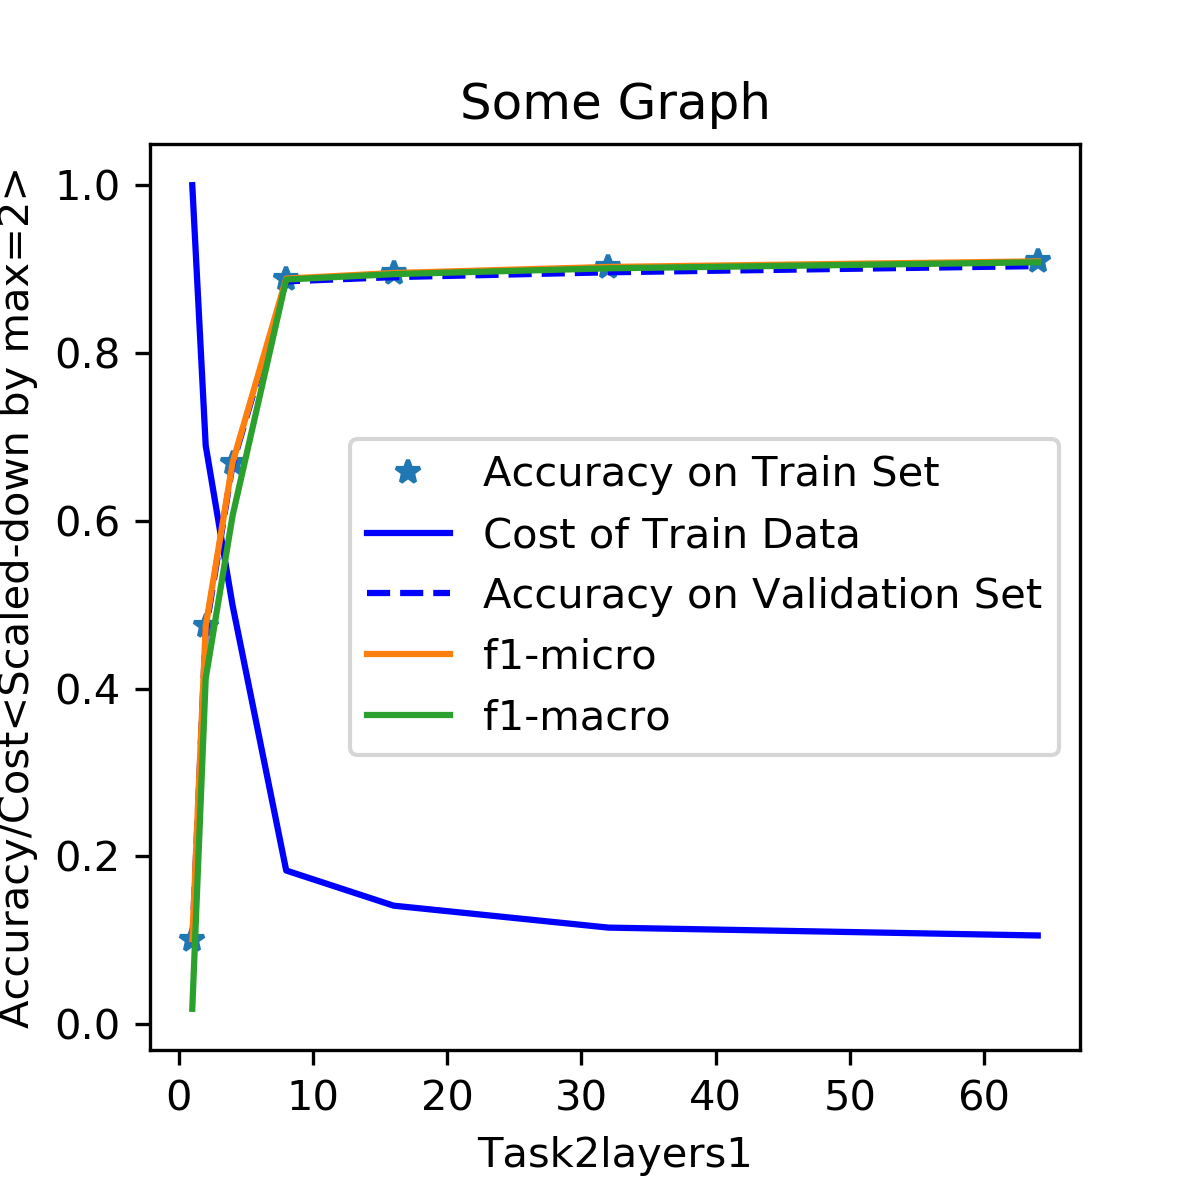 Some Graph
Accuracy/Cost<Scaled-down by max=2>
1.0
0.8
0.6
0.4
0.2
0.0
Accuracy on Train Set
Cost of Train Data
Accuracy on Validation Set
f1-micro
f1-macro
0 10 20 30 40 50 60
Task2layers1